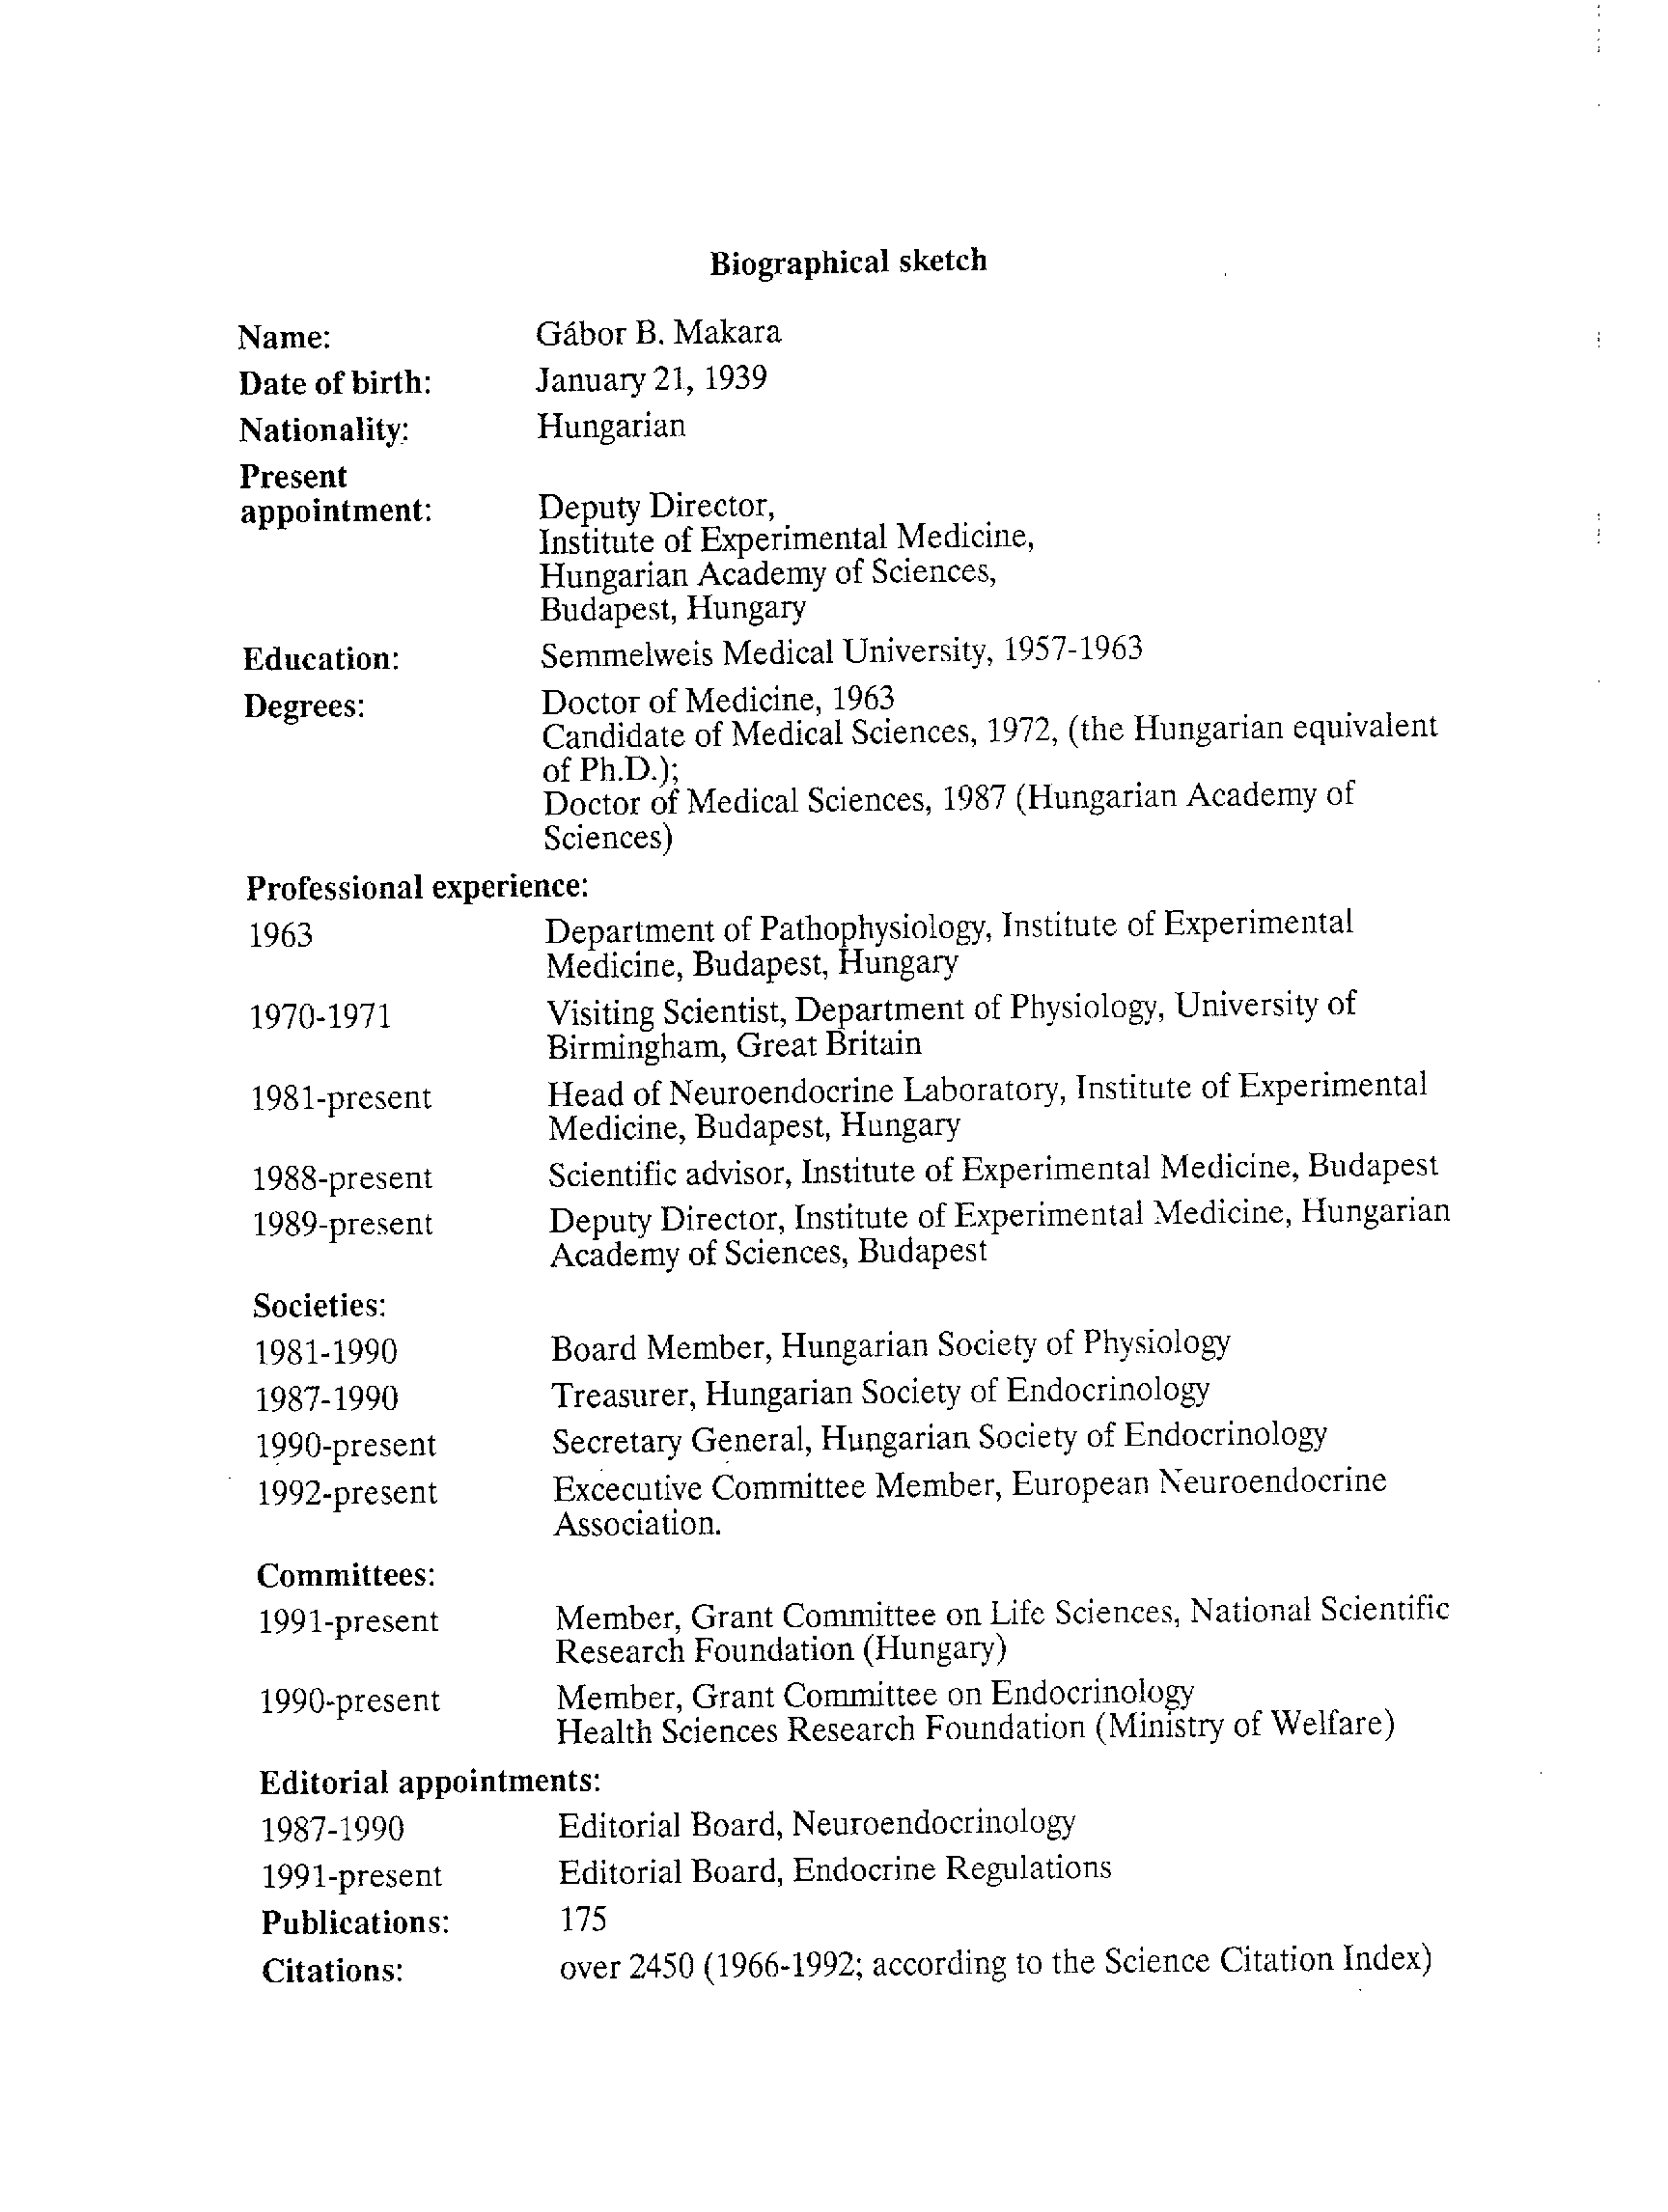 Biographical sketch
Name: Gábor B. Makara
Date of birth: January 21, 1939
Nationality: Hungarian
Present
appointment: Deputy Director,
Institute of Experimental Medicine,
Hungarian Academy of Sciences,
Budapest, Hungary
Education: Semmelweis Medical University, 1957-1963
Degrees: Doctor of Medicine, 1963
Candidate of Medical Sciences, 1972, (the Hungarian equivalent
of Ph.D.);
Doctor of Medical Sciences, 1987 (Hungarian Academy of
Sciences)
Professional experience:
1963 Department of Pathophysiology, Institute of Experimental
Medicine, Budapest, Hungary
1970-1971 Visiting Scientist, Department of Physiology, University of
Birmingham, Great Britain
1981-present Head of Neuroendocrine Laboratory, Institute of Experimental
Medicine, Budapest, Hungary
1988-present Scientific advisor, Institute of Experimental Medicine, Budapest
1989-present Deputy Director, Institute of Experimental Medicine, Hungarian
Academy of Sciences, Budapest
Societies:
1981-1990 Board Member, Hungarian Society of Physiology
1987-1990 Treasurer, Hungarian Society of Endocrinology
1990-present Secretary General, Hungarian Society of Endocrinology
1992-present Excecutive Committee Member, European Neuroendocrine
Association.
Committees:
1991-present Member, Grant Committee on Life Sciences, National Scientific
Research Foundation (Hungary)
1990-present Member, Grant Committee on Endocrinology
Health Sciences Research Foundation (Ministry of Welfare)
Editorial appointments:
1987-1990 Editorial Board, Neuroendocrinology
1991-present Editorial Board, Endocrine Regulations
Publications: 175
Citations: over 2450 (1966-1992; according to the Science Citation Index)